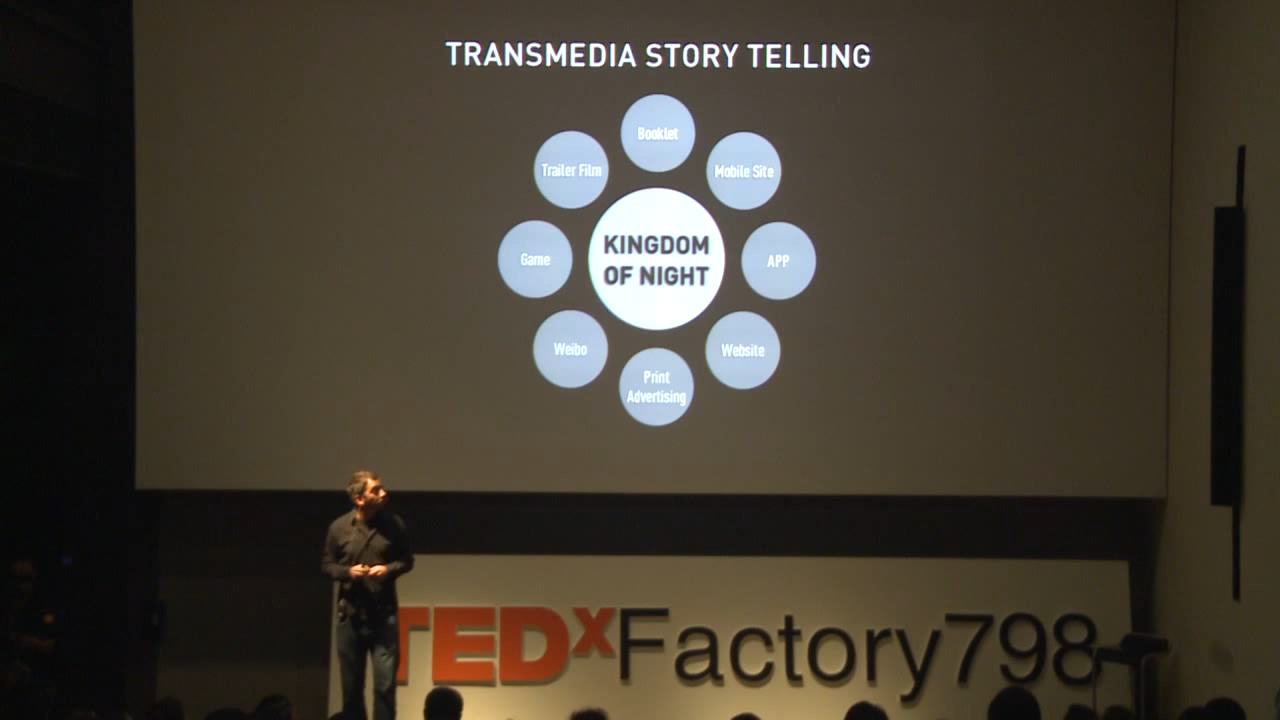 TRANSMEDIA STORY TELLING
Booklet
Trailer Film
Mobile Site
KINGDOM
OF NIGHT
Game
APP
Weibo
Website
Print
Advertising
TEDxFactory798